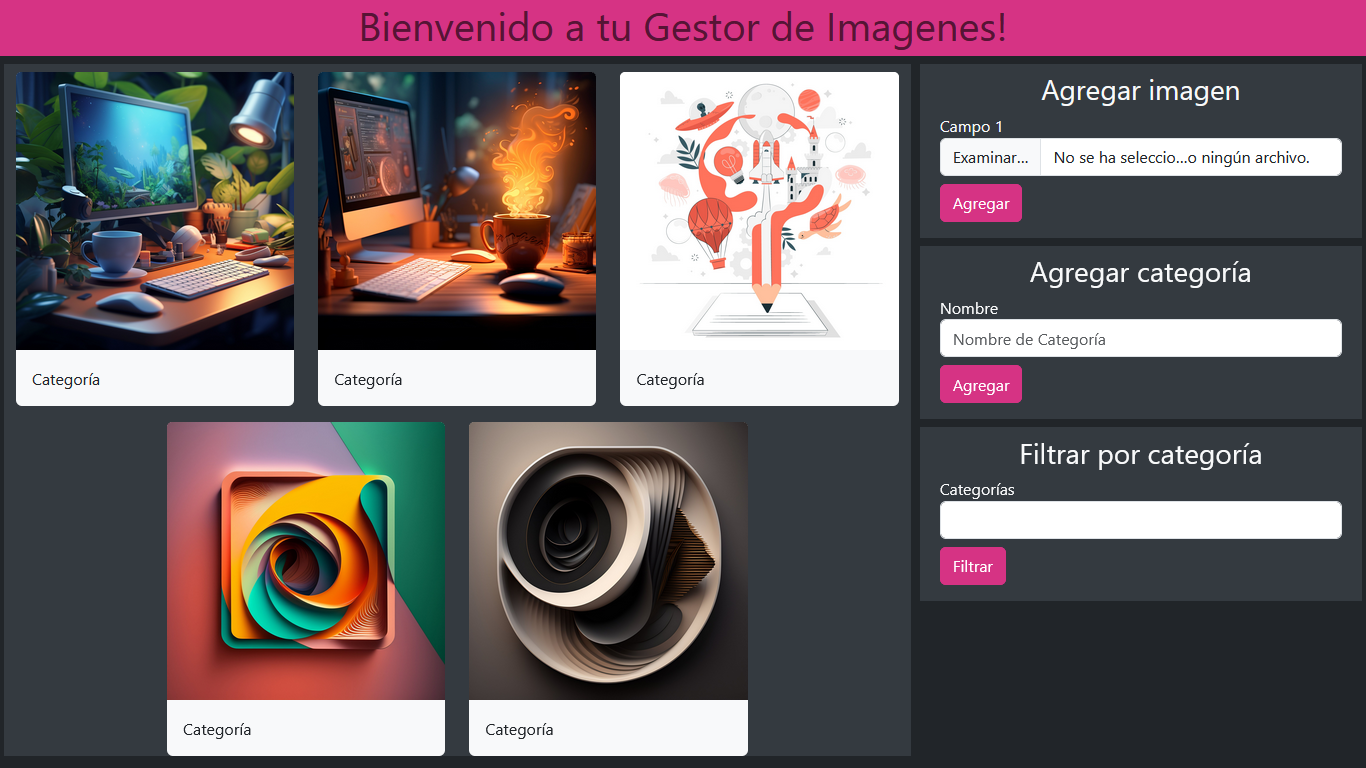 Bienvenido a tu Gestor de Imagenes!
Categoría
Categoría
Categoría
Categoría
Categoría
Agregar imagen
Campo 1
Examinar... No se ha seleccio...o ningún archivo.
Agregar
Agregar categoría
Nombre
Nombre de Categoría
Agregar
Filtrar por categoría
Categorías
Filtrar